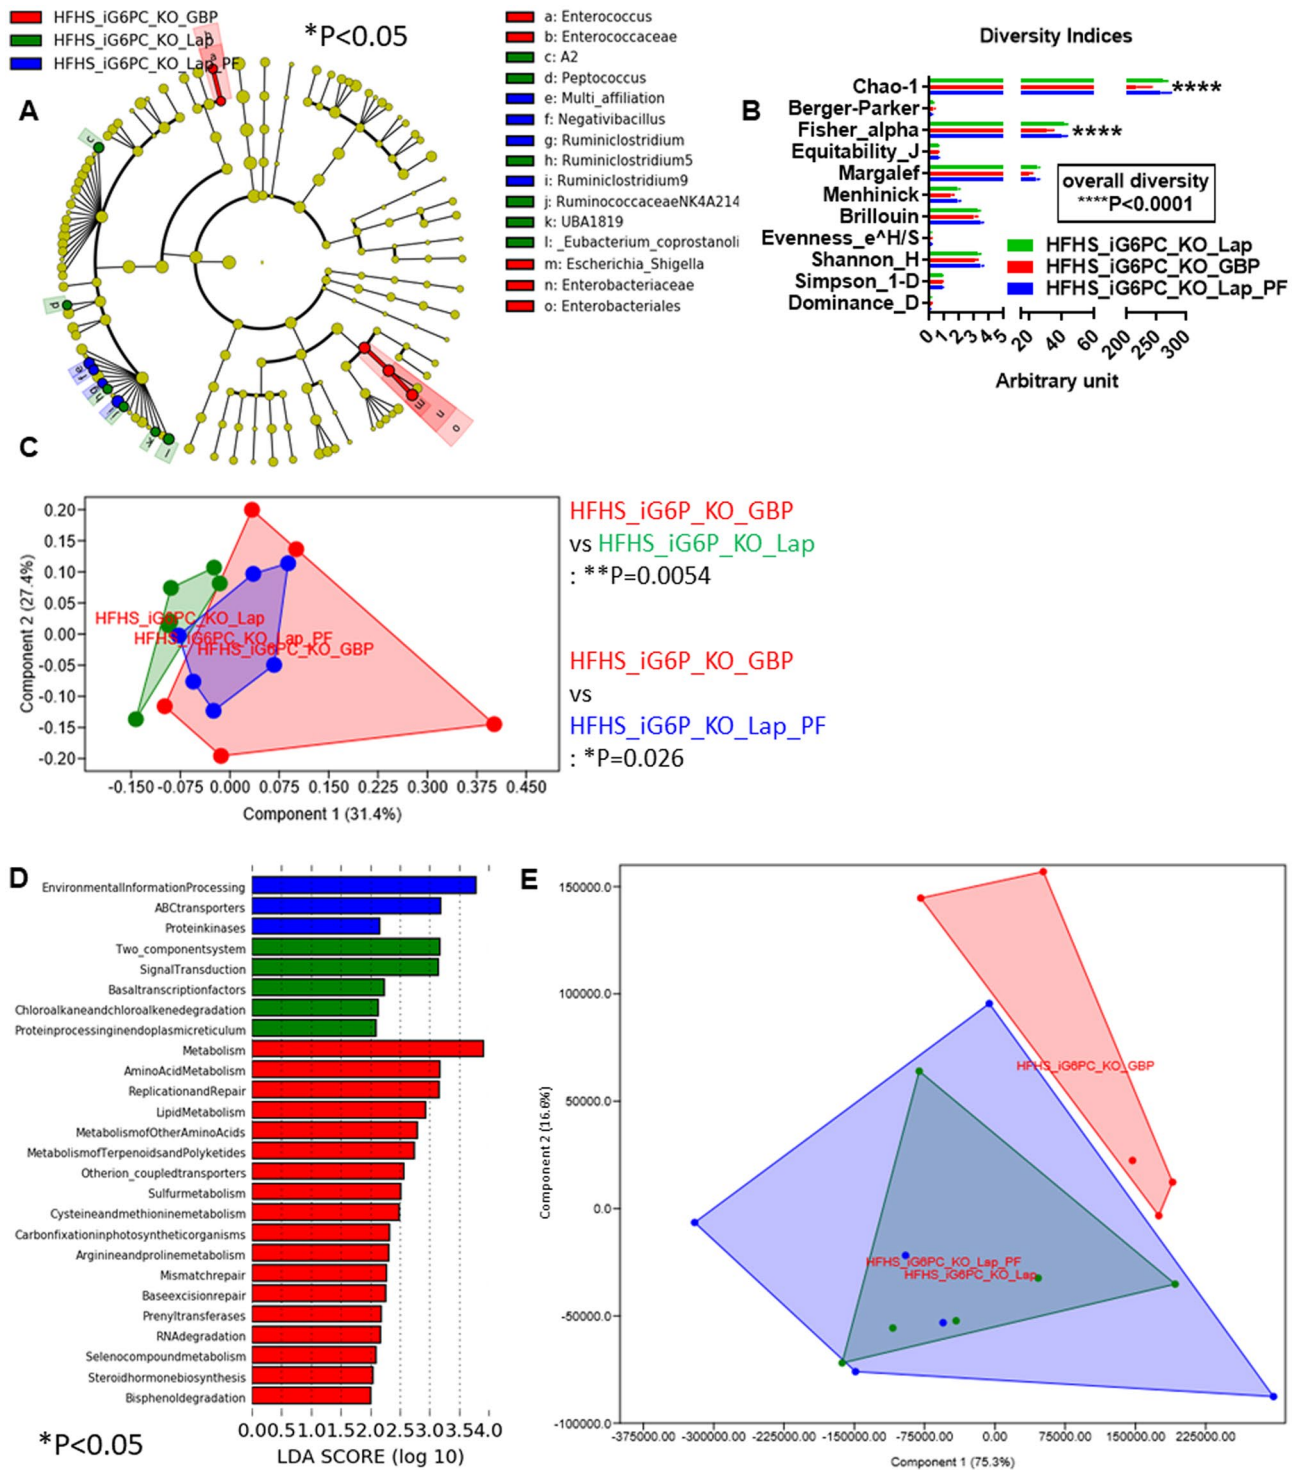 HFHS_iG6PC_KO_GBP
HFHS_iG6PC_KO_Lap
HFHS_iG6PC_KO_Lap_PF
*P<0.05
A
a: Enterococcus
b: Enterococcaceae
c: A2
d: Peptococcus
e: Multi_affiliation
f: Negativibacillus
g: Ruminiclostridium
h: Ruminiclostridium5
i: Ruminiclostridium9
j: RuminococcaceaeNK4A214
k: UBA1819
l: _Eubacterium_coprostanoli
m: Escherichia_Shigella
n: Enterobacteriaceae
o: Enterobacteriales
a
c
d
k
l
m
n
o
B
Diversity Indices
Chao-1
Berger-Parker
Fisher_alpha
Equitability_J
Margalef
Menhinick
Brillouin
Evenness_e^H/S
Shannon_H
Simpson_1-D
Dominance_D
****
****
overall diversity
****P<0.0001
HFHS_iG6PC_KO_Lap
HFHS_iG6PC_KO_GBP
HFHS_iG6PC_KO_Lap_PF
0 1 2 3 4 5 20 40 60 200 250 300
Arbitrary unit
C
0.20
0.15
0.10
0.05
0.00
-0.05
-0.10
-0.15
-0.20
Component 2 (27.4%)
HFHS_iG6PC_KO_Lap
HFHS_iG6PC_KO_Lap_PF
HFHS_iG6PC_KO_GBP
-0.150 -0.075 0.000 0.075 0.150 0.225 0.300 0.375 0.450
Component 1 (31.4%)
HFHS_iG6P_KO_GBP
vs HFHS_iG6P_KO_Lap
: **P=0.0054
HFHS_iG6P_KO_GBP
vs
HFHS_iG6P_KO_Lap_PF
: *P=0.026
D
EnvironmentalInformationProcessing
ABCtransporters
Proteinkinases
Two_componentsystem
SignalTransduction
Basaltranscriptionfactors
Chloroalkaneandchloroalkenedegradation
Proteinprocessinginendoplasmicreticulum
Metabolism
AminoAcidMetabolism
ReplicationandRepair
LipidMetabolism
MetabolismofOtherAminoAcids
MetabolismofTerpenoidsandPolyketides
Otherion_coupledtransporters
Sulfurmetabolism
Cysteineandmethioninemetabolism
Carbonfixationinphotosyntheticorganisms
Arginineandprolinemetabolism
Mismatchrepair
Baseexcisionrepair
Prenyltransferases
RNAdegradation
Selenocompoundmetabolism
Steroidhormonebiosynthesis
Bisphenoldegradation
0.00.51.01.52.02.53.03.54.0
LDA SCORE (log 10)
*P<0.05
E
150000.0
100000.0
50000.0
0.0
-50000.0
-100000.0
Component 2 (16.6%)
HFHS_iG6PC_KO_GBP
HFHS_iG6PC_KO_Lap_PF
HFHS_iG6PC_KO_Lap
-375000.00 -300000.00 -225000.00 -150000.00 -75000.00 0.00 75000.00 150000.00 225000.00
Component 1 (75.3%)